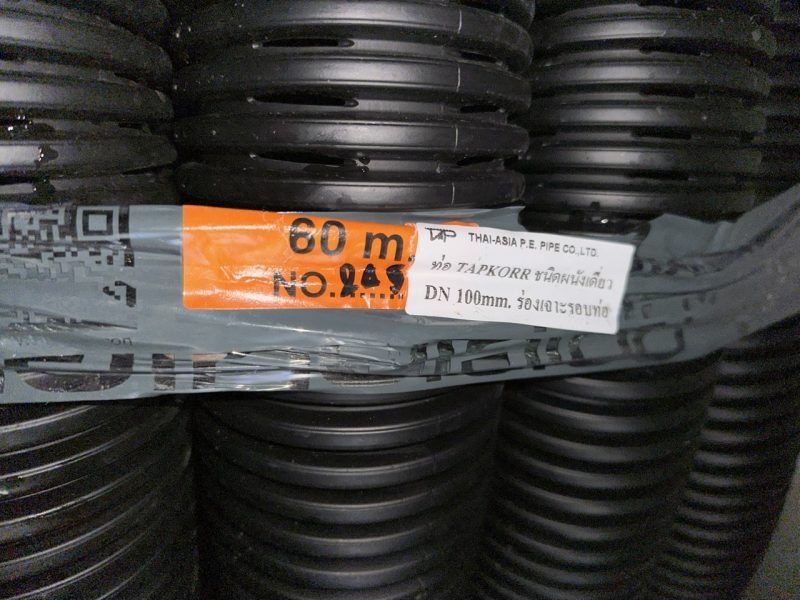 60 m.
NO.
TAP THAI-ASIA P.E. PIPE CO.,LTD.
ท่อ TAPKORR ชนิดผนังเดี่ยว
DN 100mm. ร่องเจาะรอบท่อ